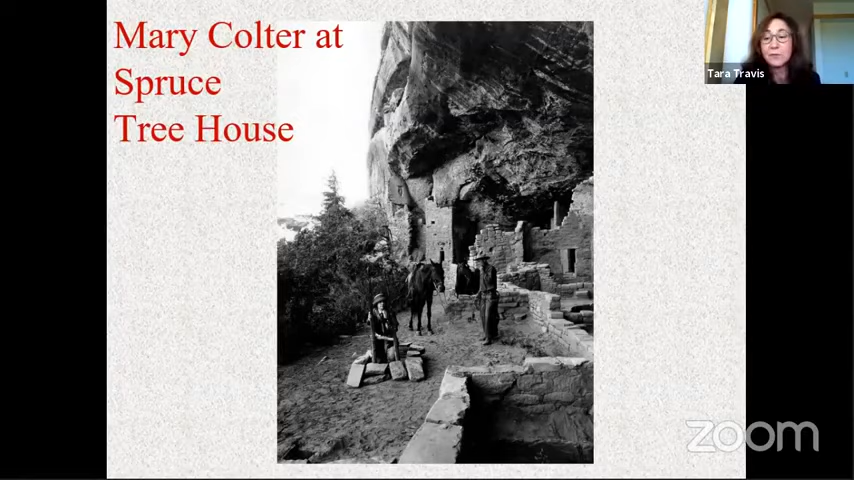 Mary Colter at
Spruce
Tree House
Tara Travis
zoom